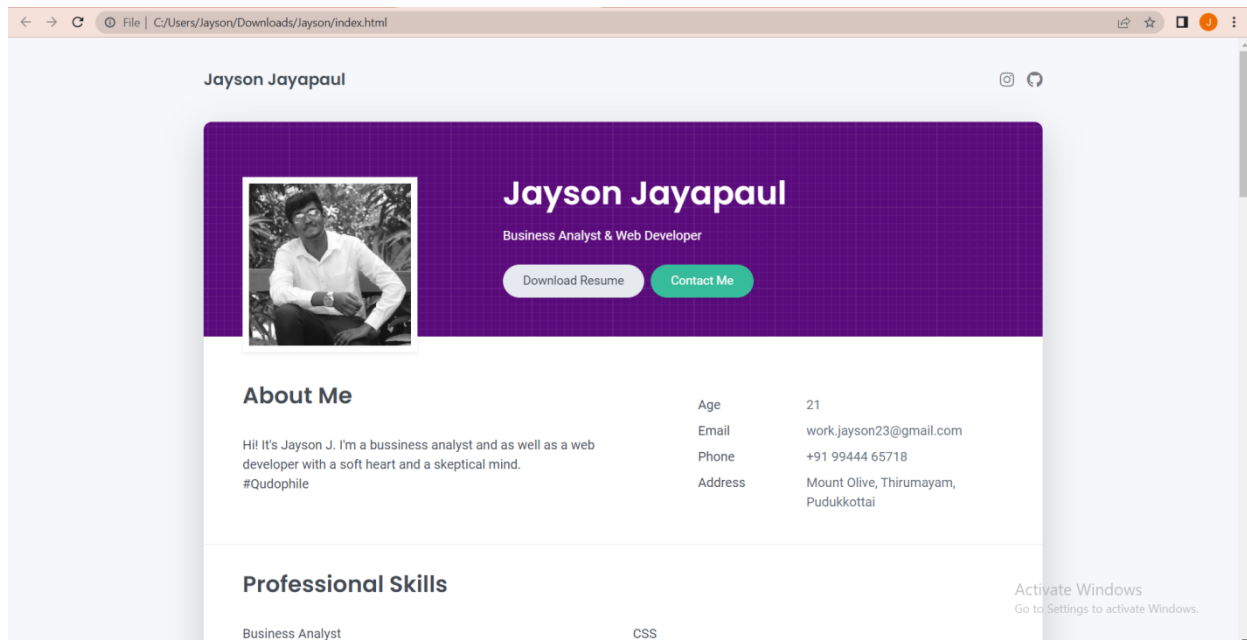 File | C:/Users/Jayson/Downloads/Jayson/index.html
J
Jayson Jayapaul
Jayson Jayapaul
Business Analyst & Web Developer
Download Resume
Contact Me
About Me
Hi! It's Jayson J. I'm a bussiness analyst and as well as a web
developer with a soft heart and a skeptical mind.
#Qudophile
Age 21
Email work.jayson23@gmail.com
Phone +91 99444 65718
Address Mount Olive, Thirumayam,
Pudukkottai
Professional Skills
Business Analyst
CSS
Activate Windows
Go to Settings to activate Windows.